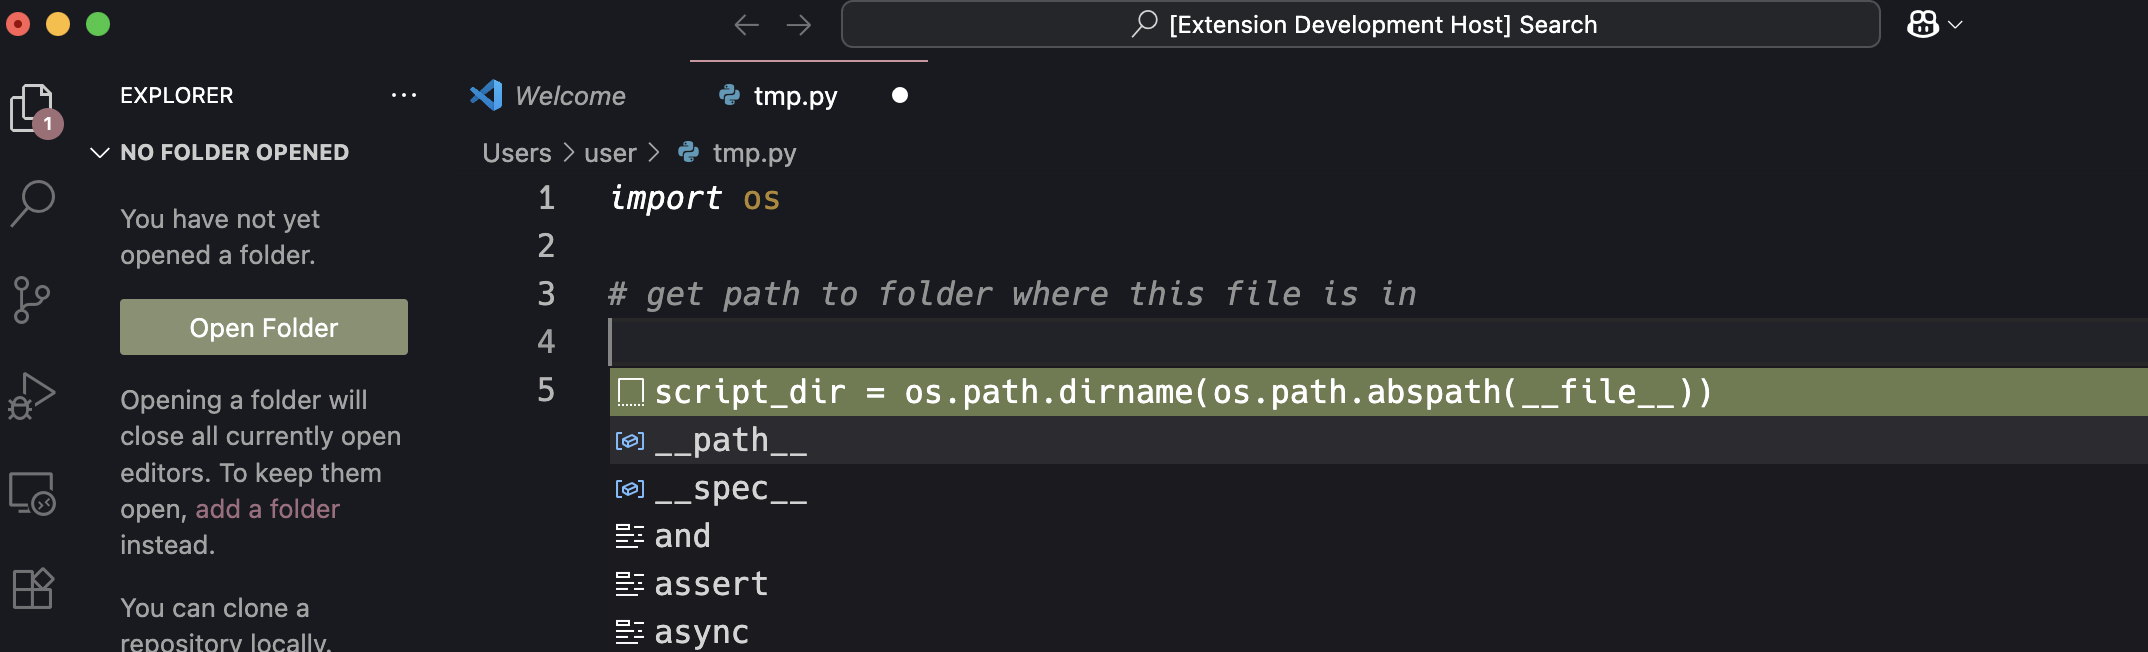 [Extension Development Host] Search
EXPLORER
1
NO FOLDER OPENED
You have not yet
opened a folder.
Open Folder
Opening a folder will
close all currently open
editors. To keep them
open, add a folder
instead.
You can clone a
repository locally.
Welcome
tmp.py
Users > user > tmp.py
1 import os
2
3 # get path to folder where this file is in
4
5
script_dir = os.path.dirname(os.path.abspath(__file__))
__path__
__spec__
and
assert
async